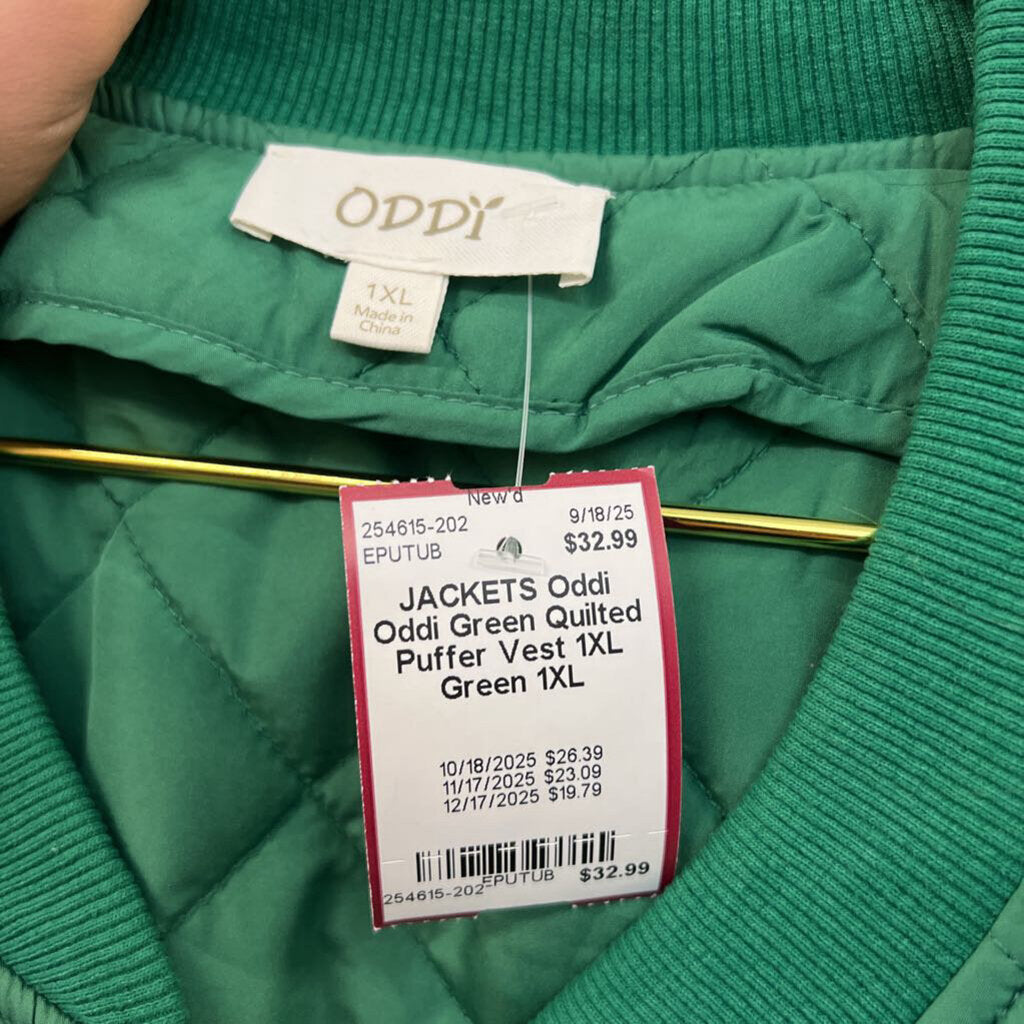 ODDi
1XL
Made in
China
New'd
254615-202 9/18/25
EPUTUB $32.99
JACKETS Oddi
Oddi Green Quilted
Puffer Vest 1XL
Green 1XL
10/18/2025 $26.39
11/17/2025 $23.09
12/17/2025 $19.79
254615-202 EPUTUB $32.99